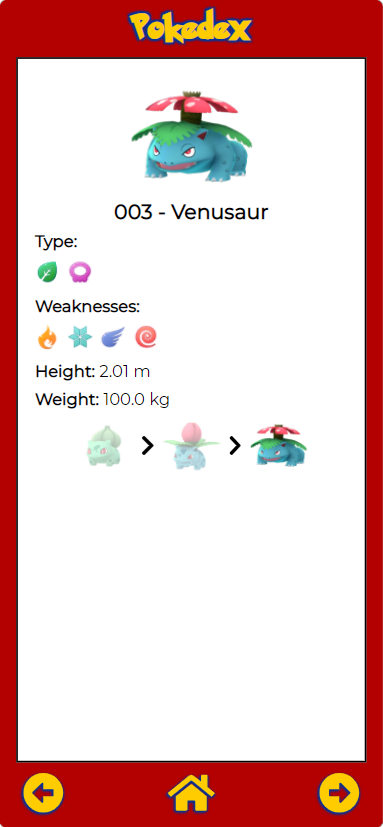 Pokedex
003 - Venusaur
Type:
Weaknesses:
Height: 2.01 m
Weight: 100.0 kg